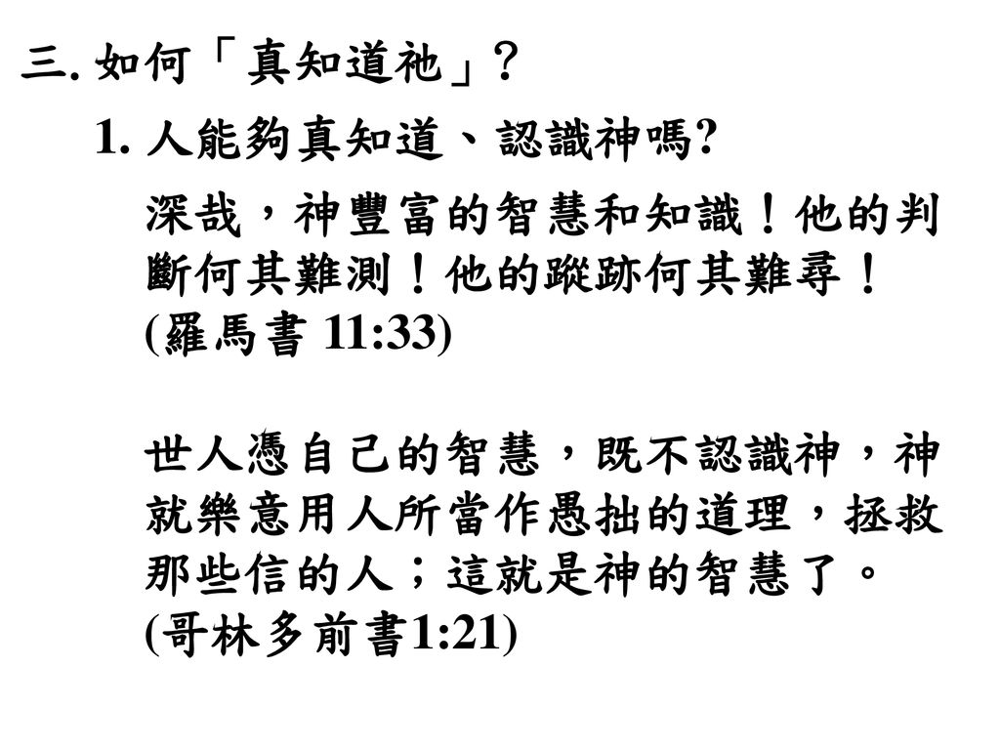 三.如何「真知道祂」?
1.人能夠真知道、認識神嗎?
深哉,神豐富的智慧和知識!他的判
斷何其難測!他的蹤跡何其難尋!
(羅馬書 11:33)
世人憑自己的智慧,既不認識神,神
就樂意用人所當作愚拙的道理,拯救
那些信的人;這就是神的智慧了。
(哥林多前書1:21)